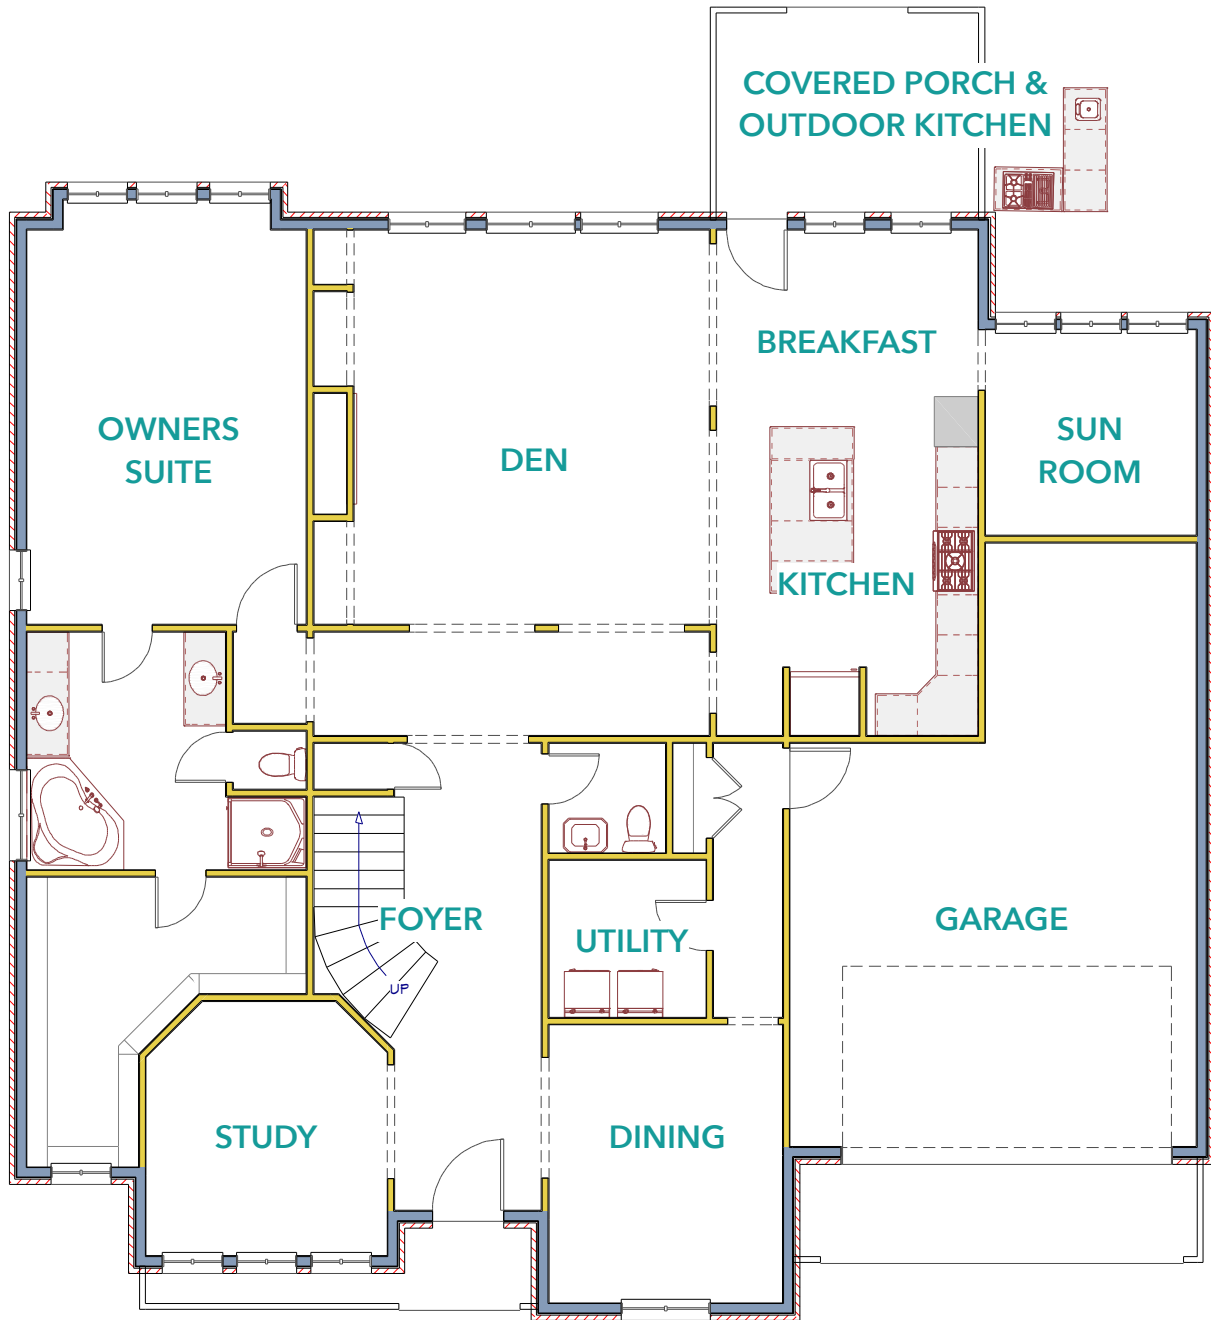 COVERED PORCH &
OUTDOOR KITCHEN
BREAKFAST
OWNERS
SUITE
DEN
SUN
ROOM
KITCHEN
FOYER
UTILITY
GARAGE
UP
STUDY
DINING